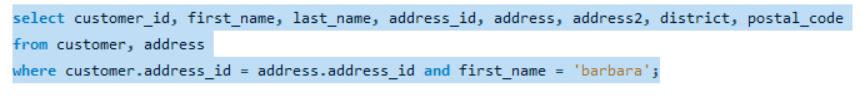 select customer_id, first_name, last_name, address_id, address, address2, district, postal_code
from customer, address
where customer.address_id = address.address_id and first_name = 'barbara';